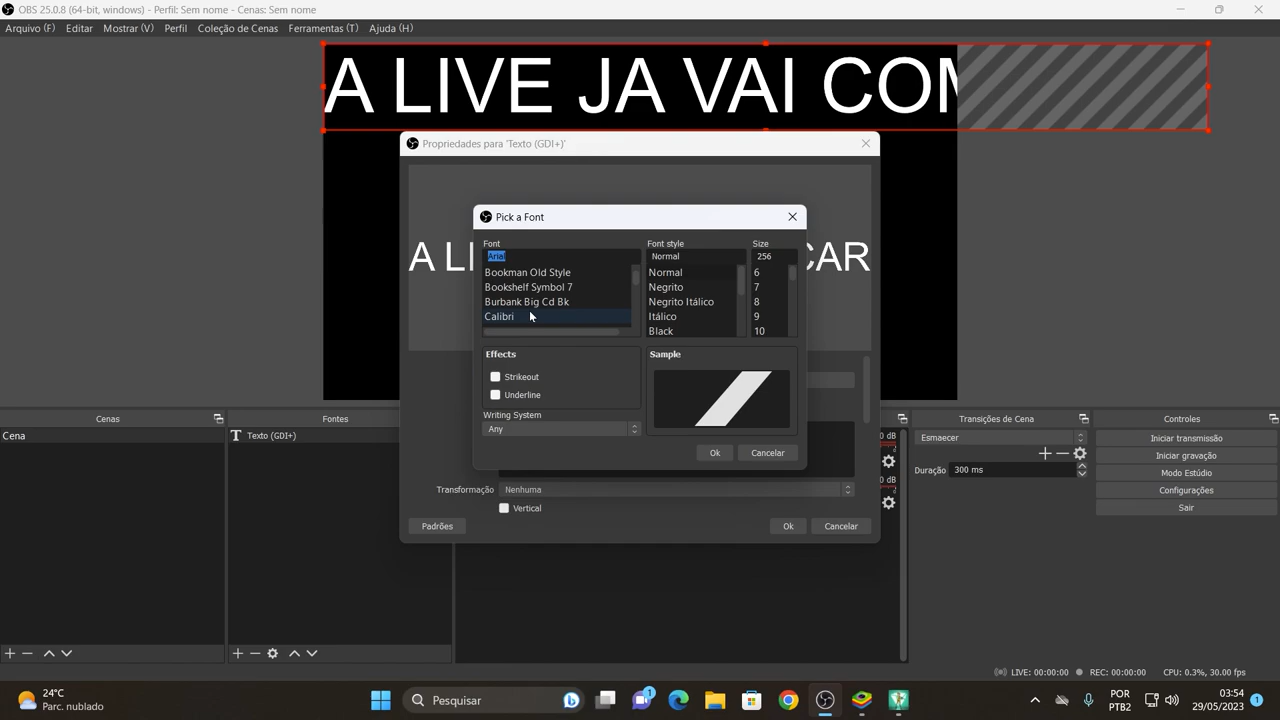 OBS 25.0.8 (64-bit, windows) - Perfil: Sem nome - Cenas: Sem nome
Arquivo (F) Editar Mostrar (V) Perfil Coleção de Cenas Ferramentas (T) Ajuda (H)
A LIVE JA VAI COM
Propriedades para 'Texto (GDI+)'
A LI CAR
Pick a Font
Font Font style Size
Arial Normal 256
Bookman Old Style Normal 6
Bookshelf Symbol 7 Negrito 7
Burbank Big Cd Bk Negrito Itálico 8
Calibri Itálico 9
Black 10
Effects Sample
Strikeout
Underline
Writing System
Any
Ok Cancelar
Transformação Nenhuma
Vertical
Padrões Ok Cancelar
Cenas Fontes Transições de Cena Controles
Cena
Texto (GDI+)
0 dB
0 dB
Esmaecer
Duração 300 ms
Iniciar transmissão
Iniciar gravação
Modo Estúdio
Configurações
Sair
LIVE: 00:00:00 REC: 00:00:00 CPU: 0.3%, 30.00 fps
24°C
Parc. nublado
Pesquisar
1
POR
PTB2
03:54
29/05/2023
1